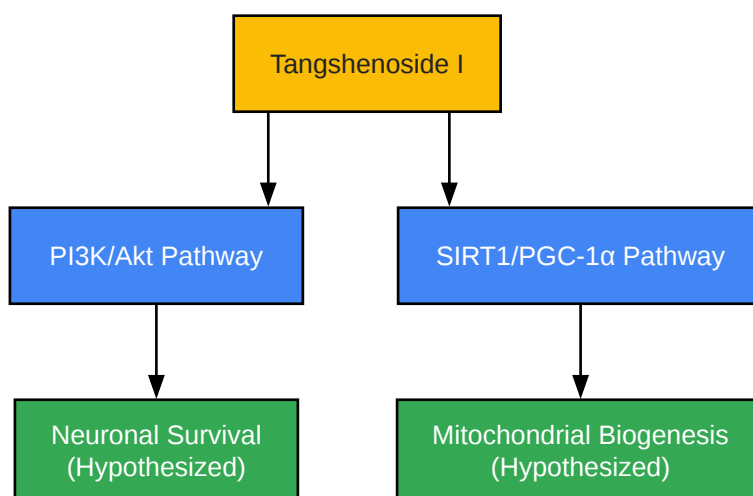 Tangshenoside I
PI3K/Akt Pathway
SIRT1/PGC-1α Pathway
Neuronal Survival
(Hypothesized)
Mitochondrial Biogenesis
(Hypothesized)